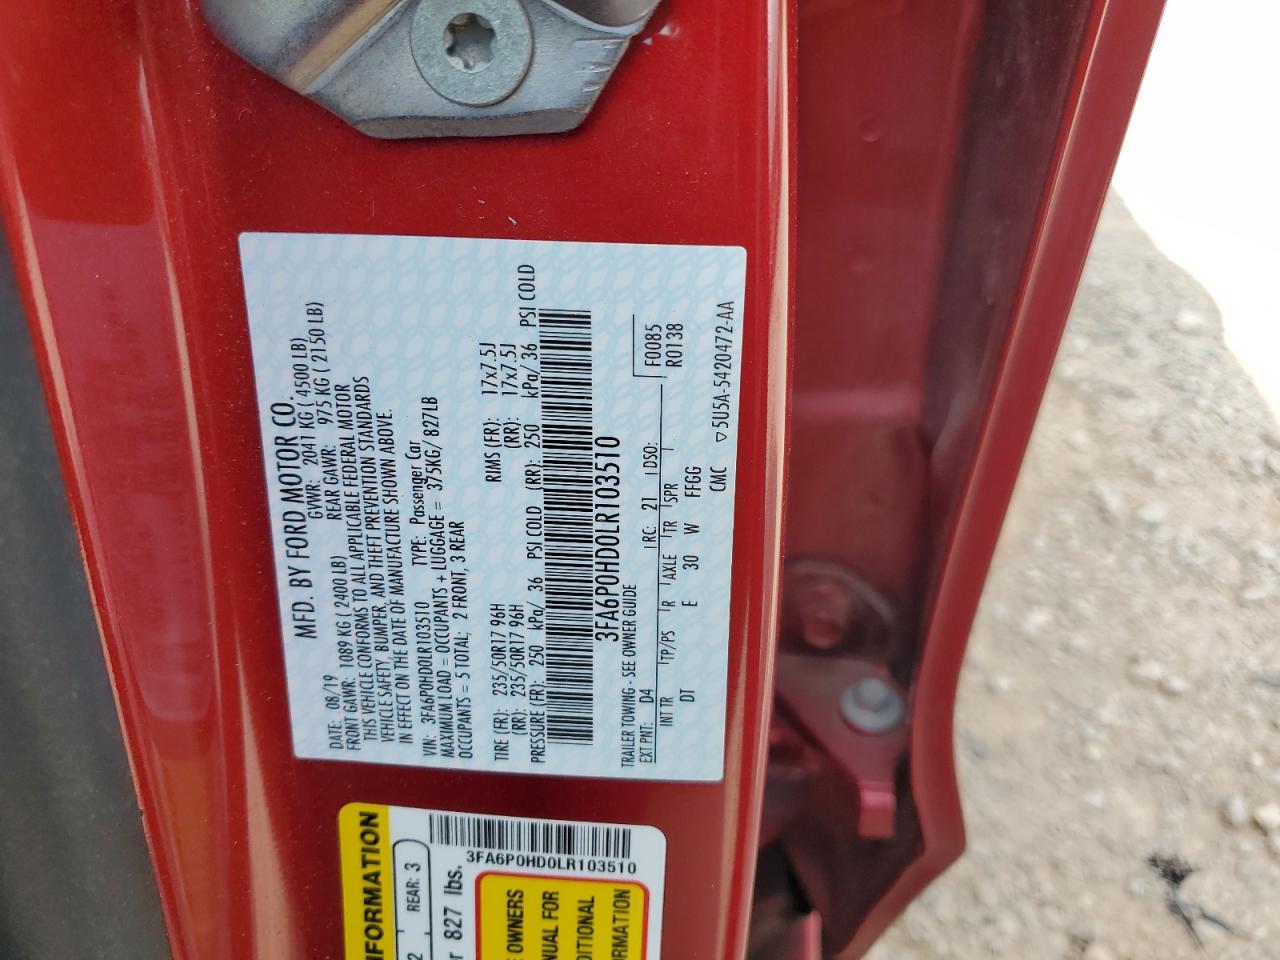 MFD. BY FORD MOTOR CO.
DATE: 08/19 GVWR: 2041 KG ( 4500 LB)
FRONT GAWR: 1089 KG ( 2400 LB) REAR GAWR: 975 KG ( 2150 LB)
THIS VEHICLE CONFORMS TO ALL APPLICABLE FEDERAL MOTOR
VEHICLE SAFETY, BUMPER, AND THEFT PREVENTION STANDARDS
IN EFFECT ON THE DATE OF MANUFACTURE SHOWN ABOVE.
VIN: 3FA6P0HD0LR103510 TYPE: Passenger Car
MAXIMUM LOAD = OCCUPANTS + LUGGAGE = 375KG/ 827LB
OCCUPANTS = 5 TOTAL; 2 FRONT, 3 REAR
TIRE (FR): 235/50R17 96H RIMS (FR): 17x7.5J
(RR): 235/50R17 96H (RR): 17x7.5J
PRESSURE (FR): 250 kPa/ 36 PSI COLD (RR): 250 kPa/ 36 PSI COLD
3FA6P0HD0LR103510
TRAILER TOWING - SEE OWNER GUIDE F0085
EXT PNT: D4 RC: 21 DSO: R0138
INT TR TP/PS R AXLE TR SPR
DT E 30 W FFGG
CMC ▽5U5A-5420472-AA
3FA6P0HD0LR103510
FORMATION
2 REAR: 3
r 827 lbs.
OWNERS
NUAL FOR
DITIONAL
RMATION